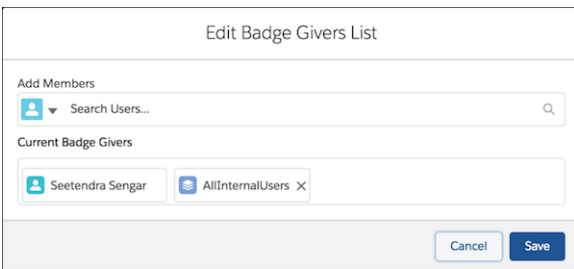 Edit Badge Givers List
Add Members
Search Users...
Current Badge Givers
Seetendra Sengar AllInternalUsers
Cancel Save